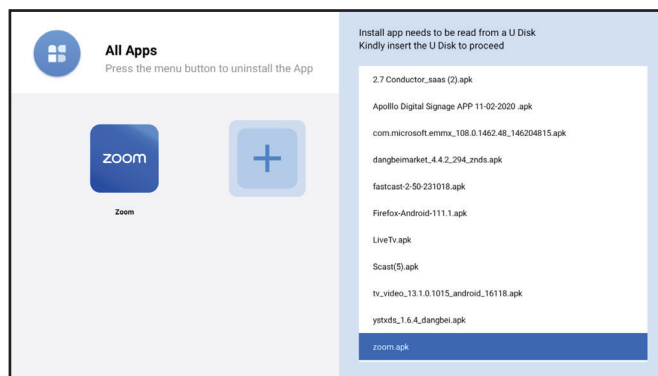 All Apps
Press the menu button to uninstall the App
zoom
Zoom
Install app needs to be read from a U Disk
Kindly insert the U Disk to proceed
2.7 Conductor_saas (2).apk
Apolllo Digital Signage APP 11-02-2020 .apk
com.microsoft.emmx_108.0.1462.48_146204815.apk
dangbeimarket_4.4.2_294_znds.apk
fastcast-2-50-231018.apk
Firefox-Android-111.1.apk
LiveTv.apk
Scast(5).apk
tv_video_13.1.0.1015_android_16118.apk
ystxds_1.6.4_dangbei.apk
zoom.apk